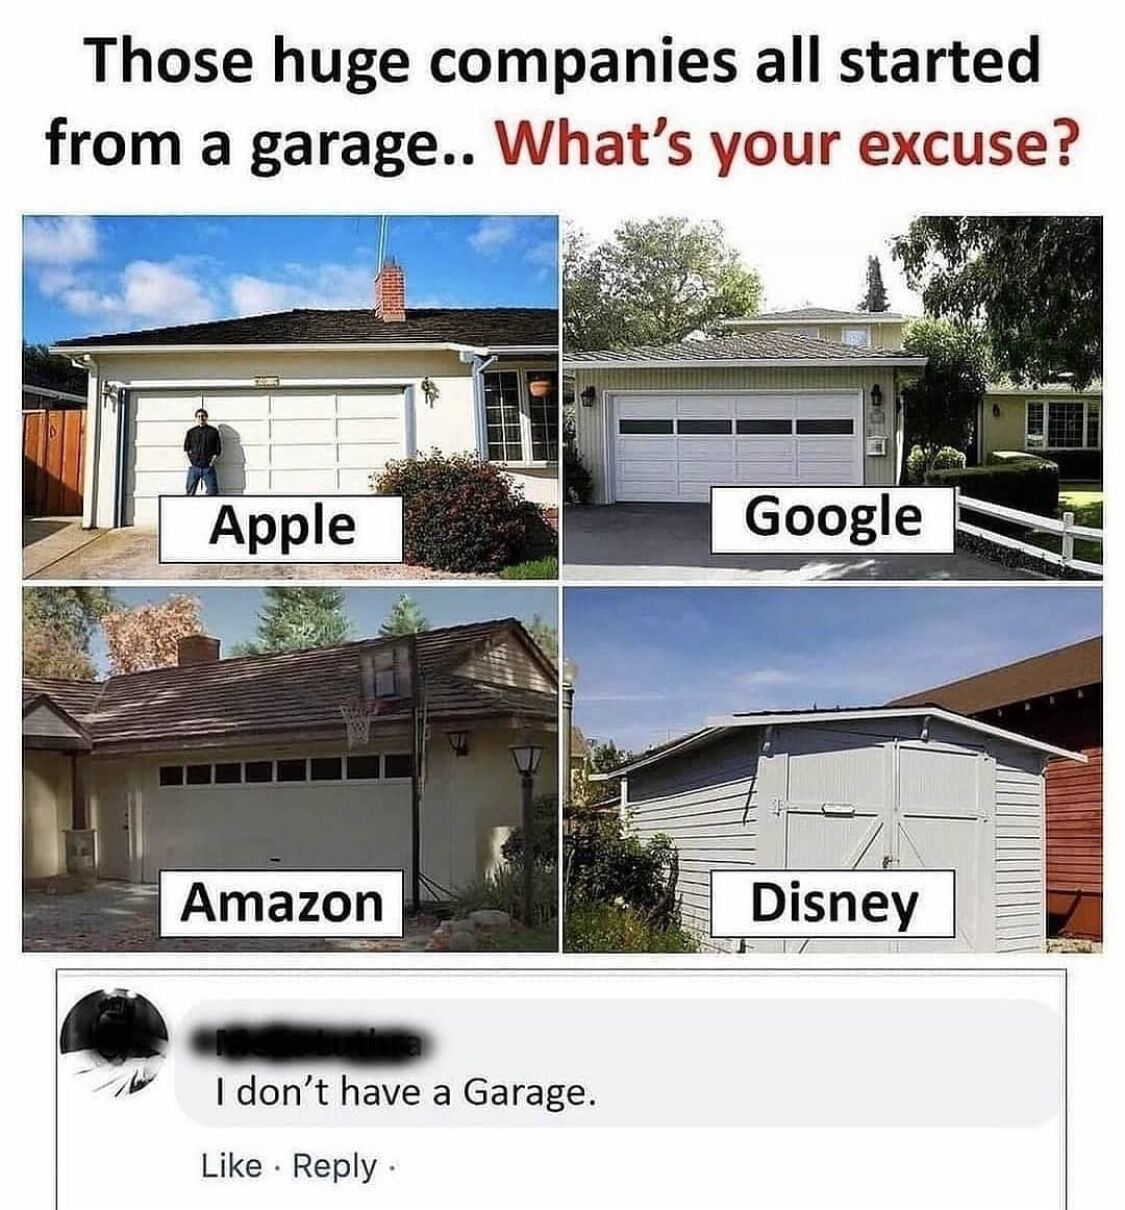 Those huge companies all started
from a garage.. What's your excuse?
Apple
Google
Amazon
Disney
I don't have a Garage.
Like · Reply ·